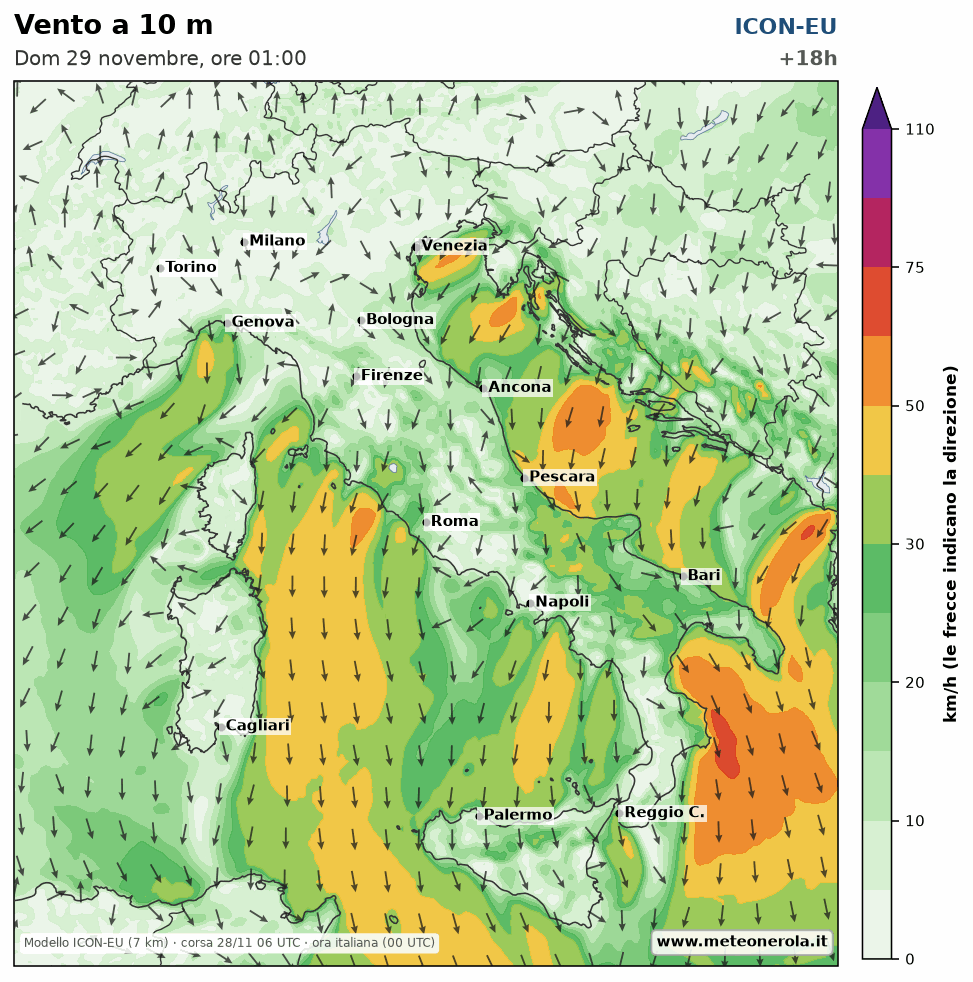 Vento a 10 m
ICON-EU
Dom 29 novembre, ore 01:00
+18h
110
75
50
30
20
10
0
km/h (le frecce indicano la direzione)
Venezia
Milano
Torino
Genova
Bologna
Firenze
Ancona
Pescara
Roma
Bari
Napoli
Cagliari
Palermo
Reggio C.
Modello ICON-EU (7 km) · corsa 28/11 06 UTC · ora italiana (00 UTC)
www.meteonerola.it